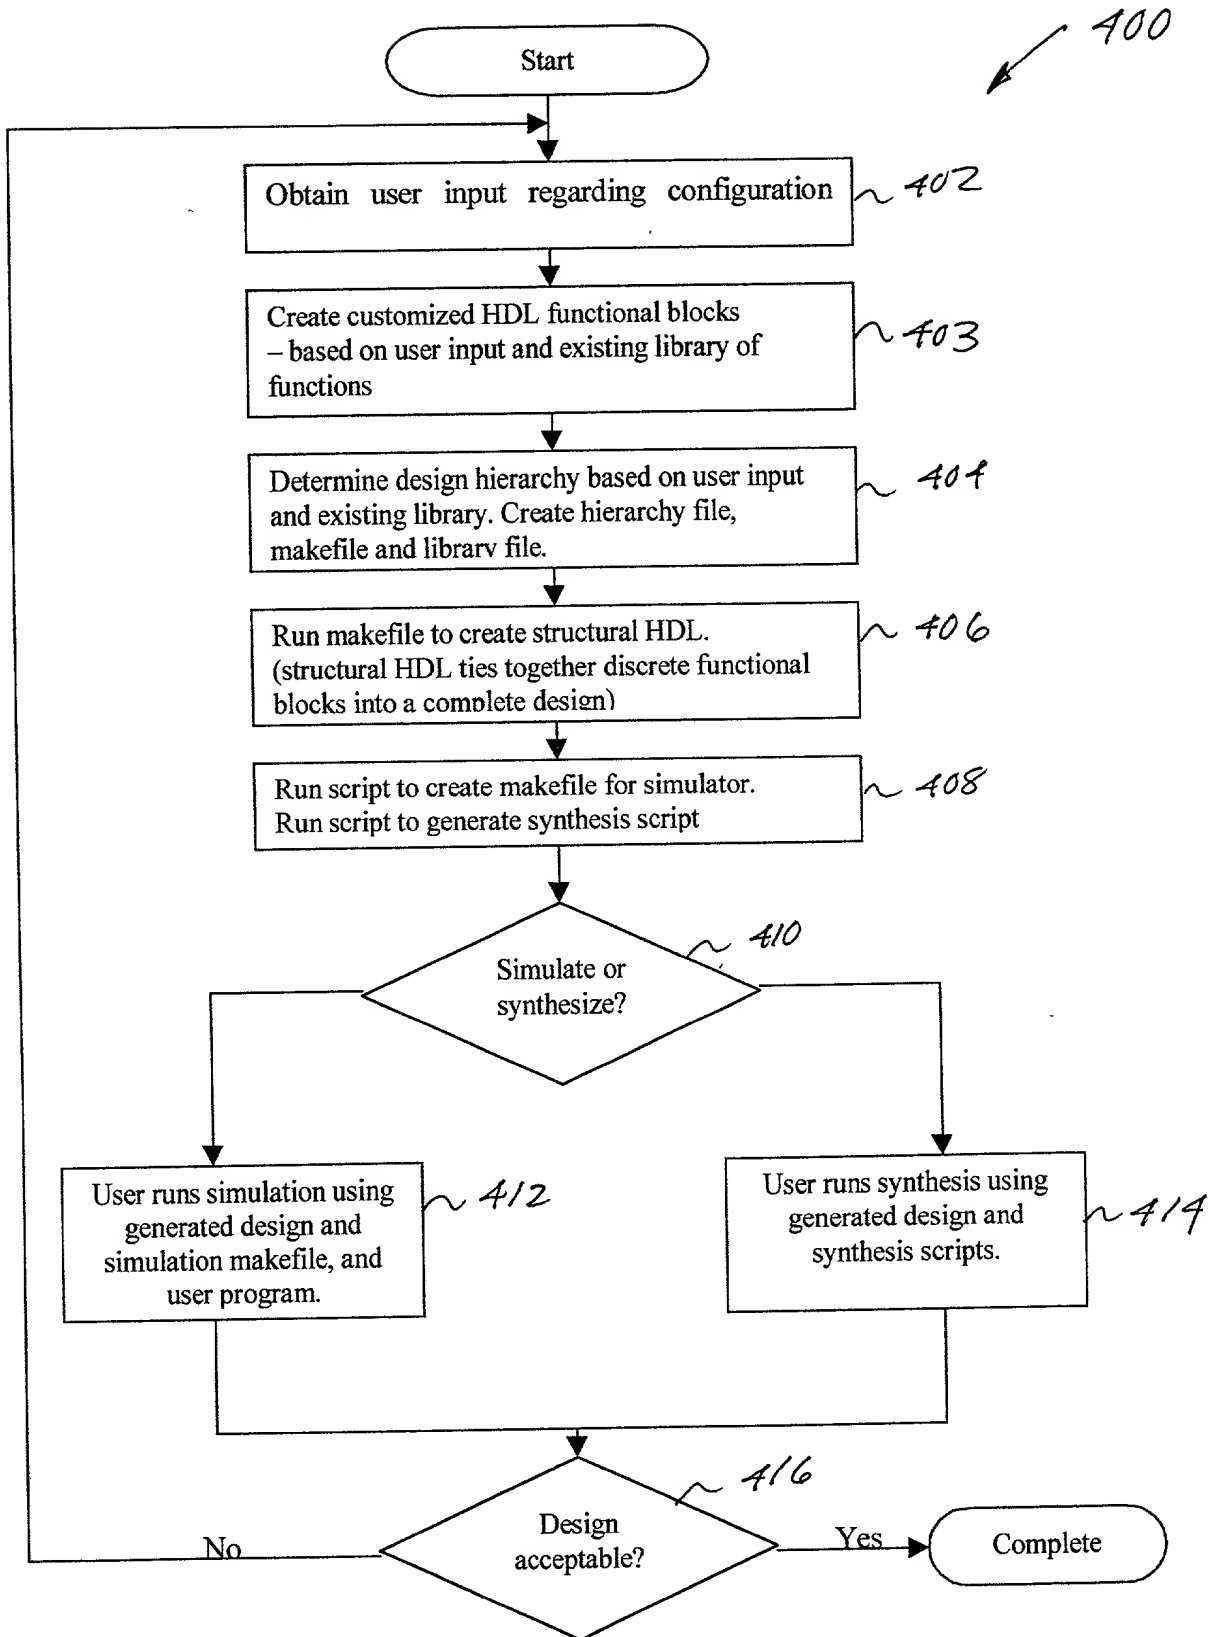 400
Start
Obtain user input regarding configuration
402
Create customized HDL functional blocks
– based on user input and existing library of
functions
403
Determine design hierarchy based on user input
and existing library. Create hierarchy file,
makefile and library file.
404
Run makefile to create structural HDL.
(structural HDL ties together discrete functional
blocks into a complete design)
406
Run script to create makefile for simulator.
Run script to generate synthesis script
408
Simulate or
synthesize?
410
User runs simulation using
generated design and
simulation makefile, and
user program.
412
User runs synthesis using
generated design and
synthesis scripts.
414
Design
acceptable?
416
No
Yes
Complete